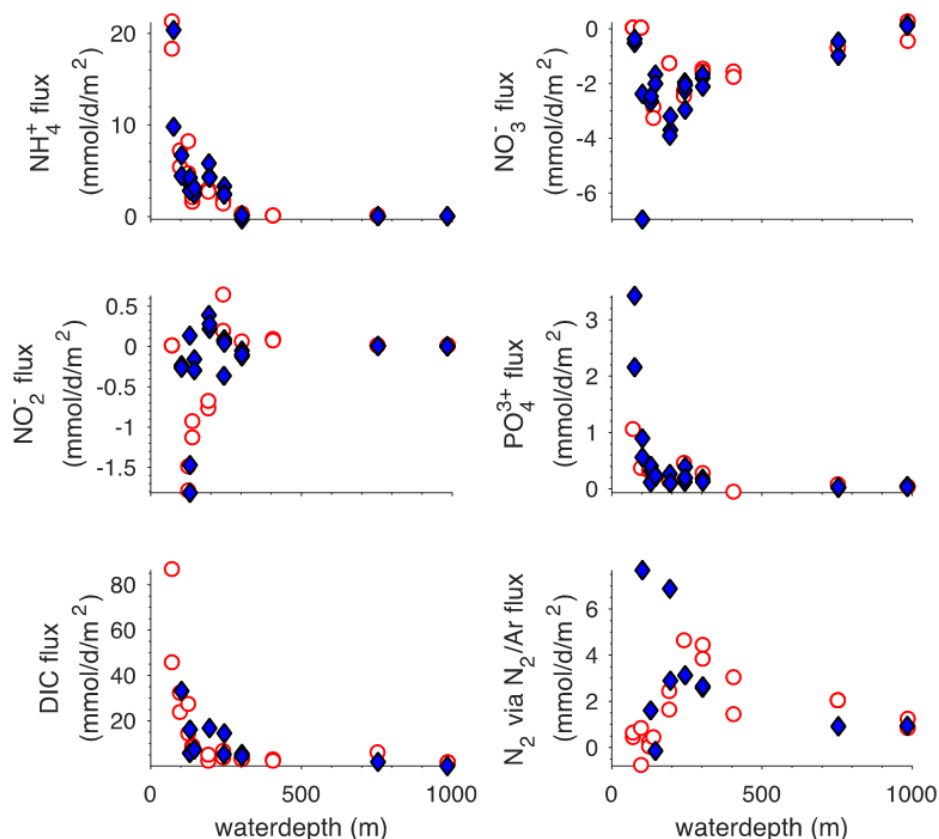 NH₄⁺ flux
(mmol/d/m²)
20
10
0
NO₃⁻ flux
(mmol/d/m²)
0
-2
-4
-6
NO₂⁻ flux
(mmol/d/m²)
0.5
0
-0.5
-1
-1.5
PO₄³⁺ flux
(mmol/d/m²)
3
2
1
0
DIC flux
(mmol/d/m²)
80
60
40
20
0 500 1000
waterdepth (m)
N₂ via N₂/Ar flux
(mmol/d/m²)
6
4
2
0
0 500 1000
waterdepth (m)